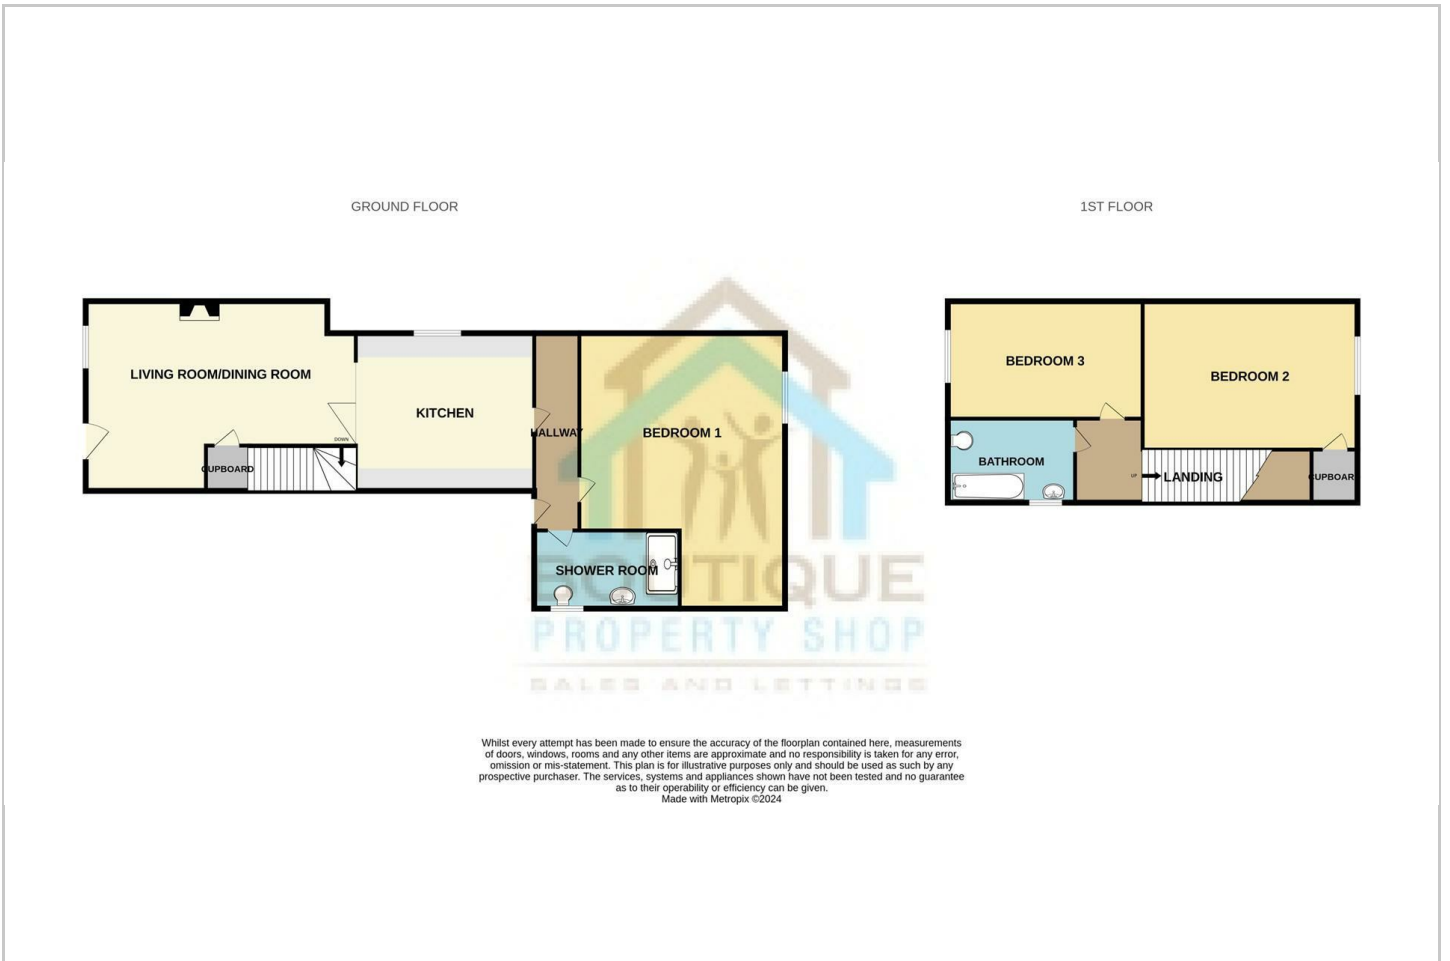 GROUND FLOOR
1ST FLOOR
LIVING ROOM/DINING ROOM
KITCHEN
HALLWAY
BEDROOM 1
CUPBOARD
DOWN
SHOWER ROOM
BEDROOM 3
BEDROOM 2
BATHROOM
UP
LANDING
CUPBOARD
BOUTIQUE
PROPERTY SHOP
SALES AND LETTINGS
Whilst every attempt has been made to ensure the accuracy of the floorplan contained here, measurements
of doors, windows, rooms and any other items are approximate and no responsibility is taken for any error,
omission or mis-statement. This plan is for illustrative purposes only and should be used as such by any
prospective purchaser. The services, systems and appliances shown have not been tested and no guarantee
as to their operability or efficiency can be given.
Made with Metropix ©2024